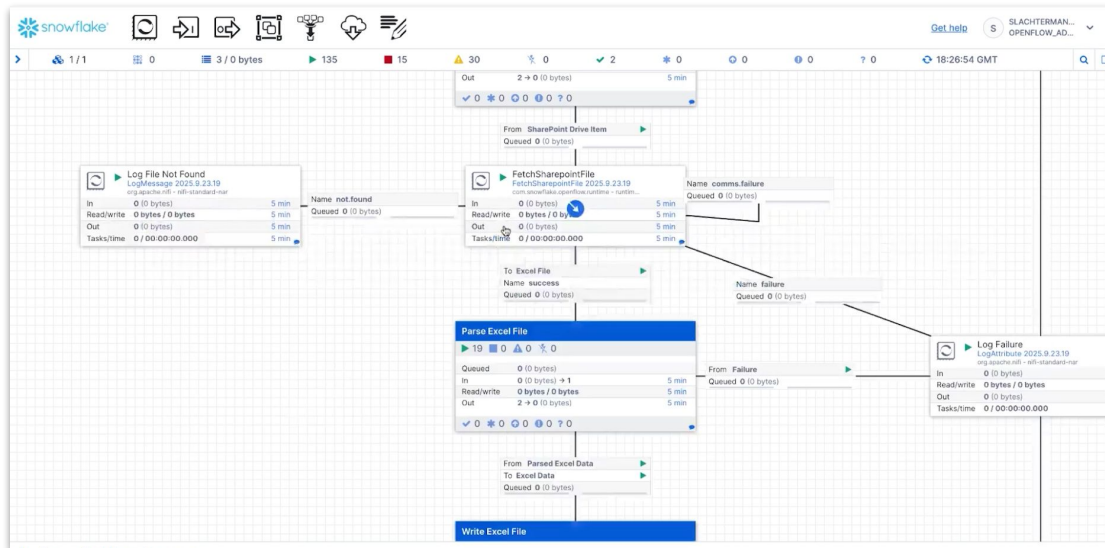 snowflake
Get help
S
SLACHTERMAN...
OPENFLOW_AD...
1 / 1
0
3 / 0 bytes
135
15
30
0
2
0
0
0
? 0
18:26:54 GMT
Out 2 → 0 (0 bytes) 5 min
0 0 0 0 ? 0
From SharePoint Drive Item
Queued 0 (0 bytes)
Log File Not Found
LogMessage 2025.9.23.19
org.apache.nifi - nifi-standard-nar
In 0 (0 bytes) 5 min
Read/write 0 bytes / 0 bytes 5 min
Out 0 (0 bytes) 5 min
Tasks/time 0 / 00:00:00.000 5 min
Name not.found
Queued 0 (0 bytes)
FetchSharepointFile
FetchSharepointFile 2025.9.23.19
com.snowflake.openflow.runtime - runtim...
In 0 (0 bytes) 5 min
Read/write 0 bytes / 0 by 5 min
Out 0 (0 bytes) 5 min
Tasks/time 0 / 00:00:00.000 5 min
Name comms.failure
Queued 0 (0 bytes)
To Excel File
Name success
Queued 0 (0 bytes)
Name failure
Queued 0 (0 bytes)
Parse Excel File
19 0 0 0
Queued 0 (0 bytes)
In 0 (0 bytes) → 1 5 min
Read/write 0 bytes / 0 bytes 5 min
Out 2 → 0 (0 bytes) 5 min
0 0 0 0 ? 0
From Failure
Queued 0 (0 bytes)
Log Failure
LogAttribute 2025.9.23.19
org.apache.nifi - nifi-standard-nar
In 0 (0 bytes)
Read/write 0 bytes / 0 bytes
Out 0 (0 bytes)
Tasks/time 0 / 00:00:00.000
From Parsed Excel Data
To Excel Data
Queued 0 (0 bytes)
Write Excel File